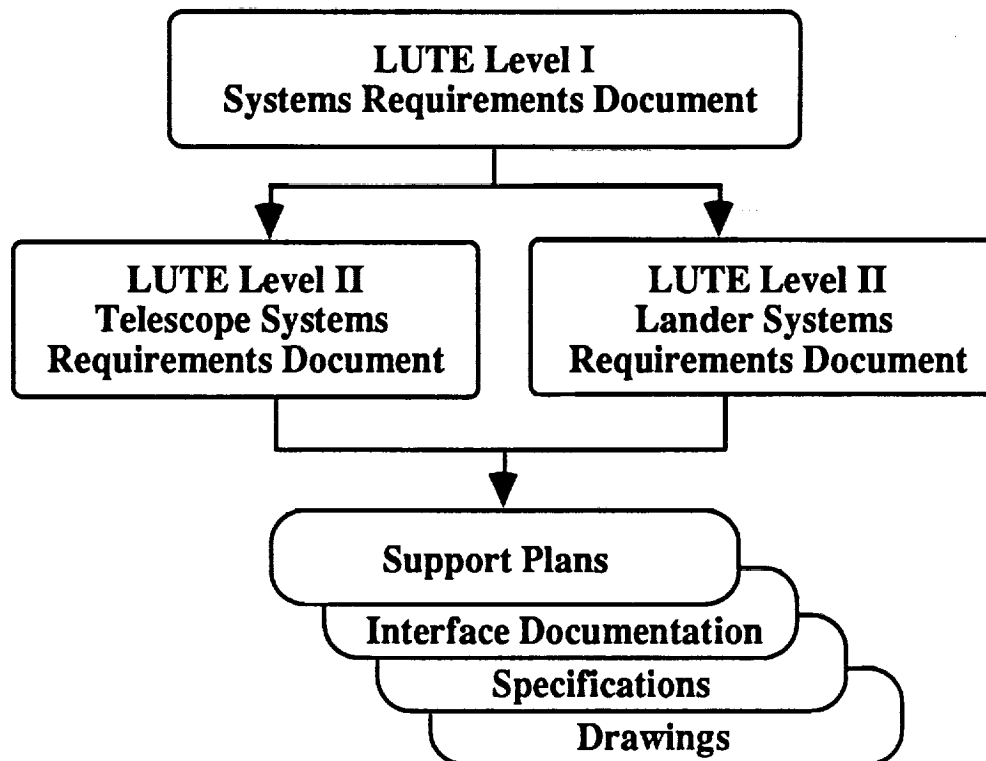 LUTE Level I
Systems Requirements Document
LUTE Level II
Telescope Systems
Requirements Document
LUTE Level II
Lander Systems
Requirements Document
Support Plans
Interface Documentation
Specifications
Drawings